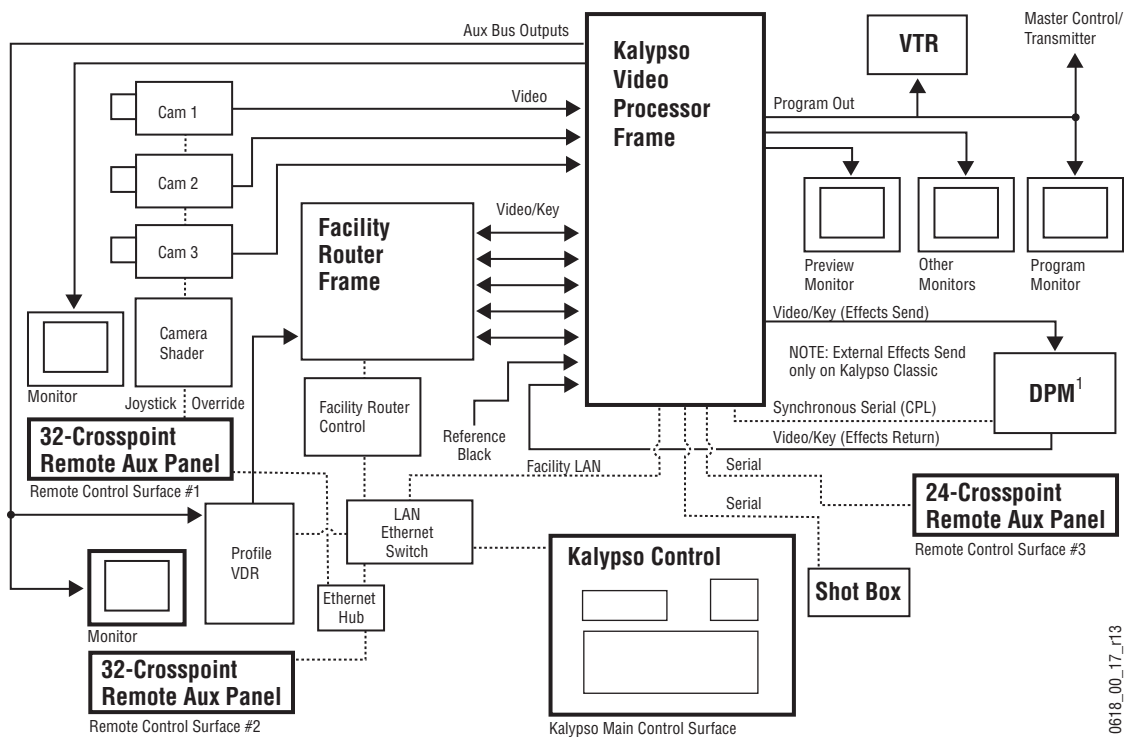 Aux Bus Outputs
Kalypso
Video
Processor
Frame
VTR
Master Control/
Transmitter
Cam 1
Video
Program Out
Cam 2
Cam 3
Facility
Router
Frame
Video/Key
Preview
Monitor
Other
Monitors
Program
Monitor
Camera
Shader
Monitor
Video/Key (Effects Send)
NOTE: External Effects Send
only on Kalypso Classic
DPM1
Joystick
Override
Facility Router
Control
Reference
Black
Synchronous Serial (CPL)
Video/Key (Effects Return)
32-Crosspoint
Remote Aux Panel
Remote Control Surface #1
Facility LAN
Serial
Serial
24-Crosspoint
Remote Aux Panel
Remote Control Surface #3
Profile
VDR
LAN
Ethernet
Switch
Kalypso Control
Shot Box
Ethernet
Hub
Monitor
32-Crosspoint
Remote Aux Panel
Remote Control Surface #2
Kalypso Main Control Surface
0618_00_17_r13